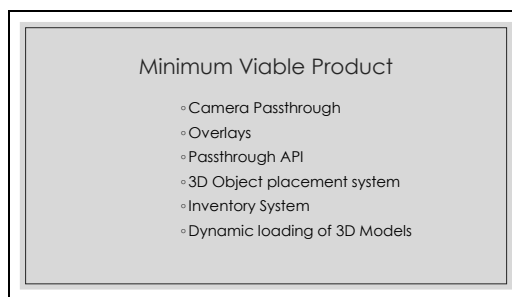 Minimum Viable Product
◦Camera Passthrough
◦Overlays
◦Passthrough API
◦3D Object placement system
◦Inventory System
◦Dynamic loading of 3D Models